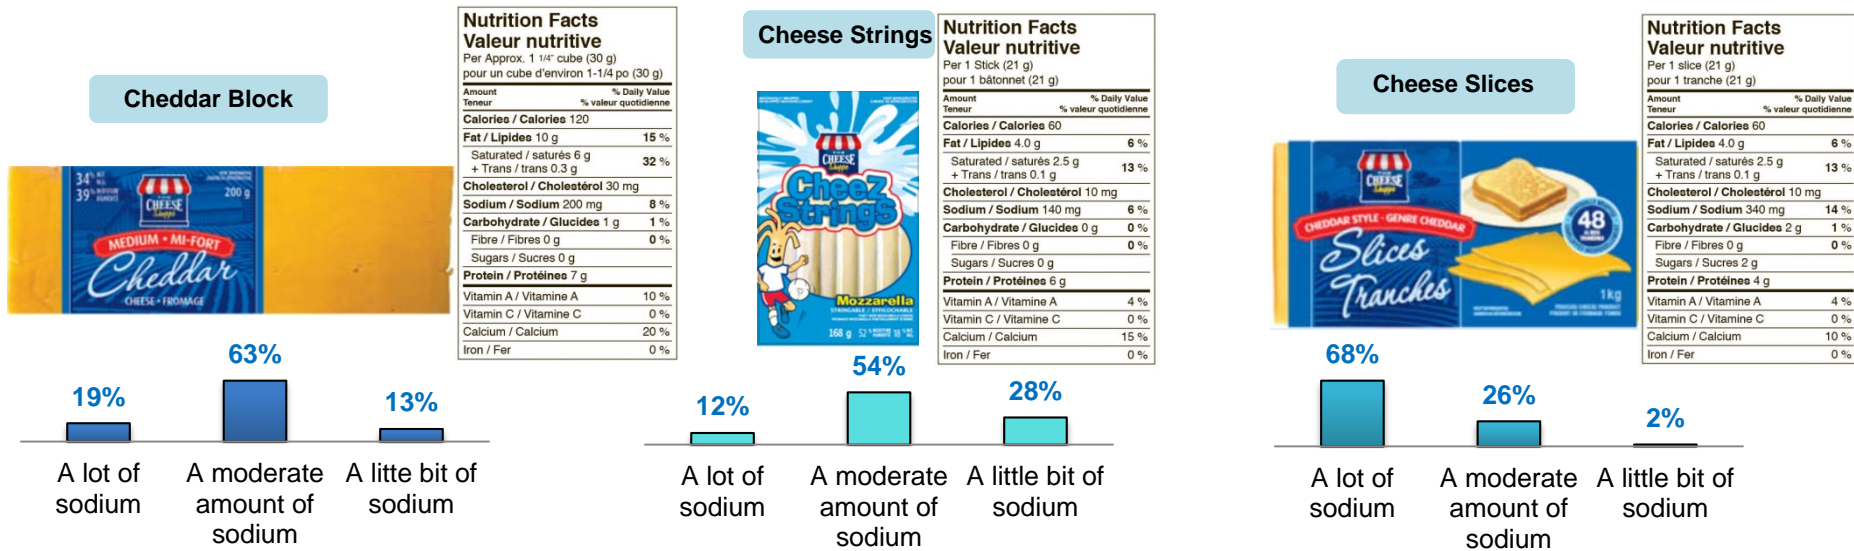 Cheddar Block
34% M.F.
39%
200 g
THE
CHEESE
Shoppe
MEDIUM • MI-FORT
Cheddar
CHEESE • FROMAGE
Nutrition Facts
Valeur nutritive
Per Approx. 1 1/4" cube (30 g)
pour un cube d'environ 1-1/4 po (30 g)
Amount % Daily Value
Teneur % valeur quotidienne
Calories / Calories 120
Fat / Lipides 10 g 15 %
Saturated / saturés 6 g
+ Trans / trans 0.3 g 32 %
Cholesterol / Cholestérol 30 mg
Sodium / Sodium 200 mg 8 %
Carbohydrate / Glucides 1 g 1 %
Fibre / Fibres 0 g 0 %
Sugars / Sucres 0 g
Protein / Protéines 7 g
Vitamin A / Vitamine A 10 %
Vitamin C / Vitamine C 0 %
Calcium / Calcium 20 %
Iron / Fer 0 %
19%
63%
13%
A lot of
sodium
A moderate
amount of
sodium
A litte bit of
sodium
Cheese Strings
CHEESE
Shoppe
Cheez
Strings
Mozzarella
STRINGABLE / EFFILOCHABLE
168 g 52 % 18 %
Nutrition Facts
Valeur nutritive
Per 1 Stick (21 g)
pour 1 bâtonnet (21 g)
Amount % Daily Value
Teneur % valeur quotidienne
Calories / Calories 60
Fat / Lipides 4.0 g 6 %
Saturated / saturés 2.5 g
+ Trans / trans 0.1 g 13 %
Cholesterol / Cholestérol 10 mg
Sodium / Sodium 140 mg 6 %
Carbohydrate / Glucides 0 g 0 %
Fibre / Fibres 0 g 0 %
Sugars / Sucres 0 g
Protein / Protéines 6 g
Vitamin A / Vitamine A 4 %
Vitamin C / Vitamine C 0 %
Calcium / Calcium 15 %
Iron / Fer 0 %
12%
54%
28%
A lot of
sodium
A moderate
amount of
sodium
A little bit of
sodium
Cheese Slices
THE
CHEESE
Shoppe
CHEDDAR STYLE - GENRE CHEDDAR
Slices
Tranches
48
1kg
Nutrition Facts
Valeur nutritive
Per 1 slice (21 g)
pour 1 tranche (21 g)
Amount % Daily Value
Teneur % valeur quotidienne
Calories / Calories 60
Fat / Lipides 4.0 g 6 %
Saturated / saturés 2.5 g
+ Trans / trans 0.1 g 13 %
Cholesterol / Cholestérol 10 mg
Sodium / Sodium 340 mg 14 %
Carbohydrate / Glucides 2 g 1 %
Fibre / Fibres 0 g 0 %
Sugars / Sucres 2 g
Protein / Protéines 4 g
Vitamin A / Vitamine A 4 %
Vitamin C / Vitamine C 0 %
Calcium / Calcium 10 %
Iron / Fer 0 %
68%
26%
2%
A lot of
sodium
A moderate
amount of
sodium
A little bit of
sodium